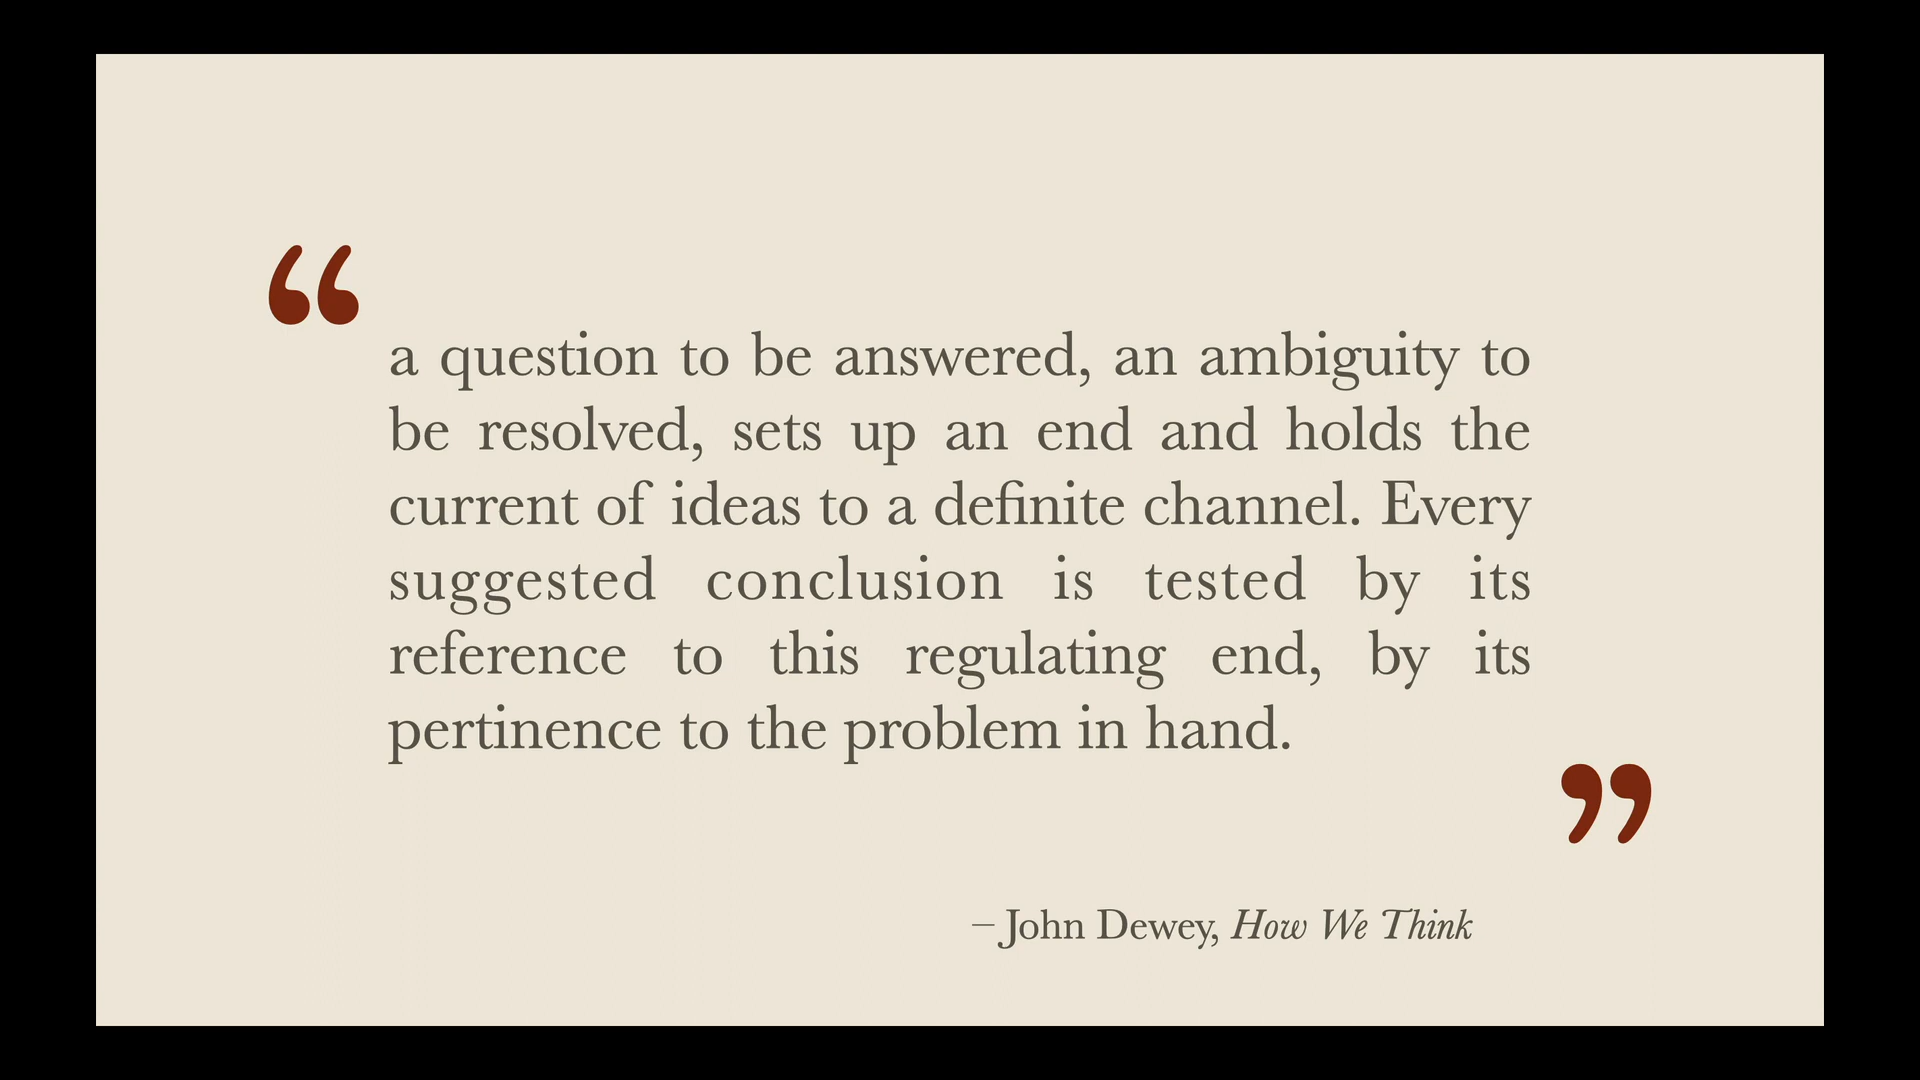 “
a question to be answered, an ambiguity to
be resolved, sets up an end and holds the
current of ideas to a definite channel. Every
suggested conclusion is tested by its
reference to this regulating end, by its
pertinence to the problem in hand.
”
– John Dewey, How We Think